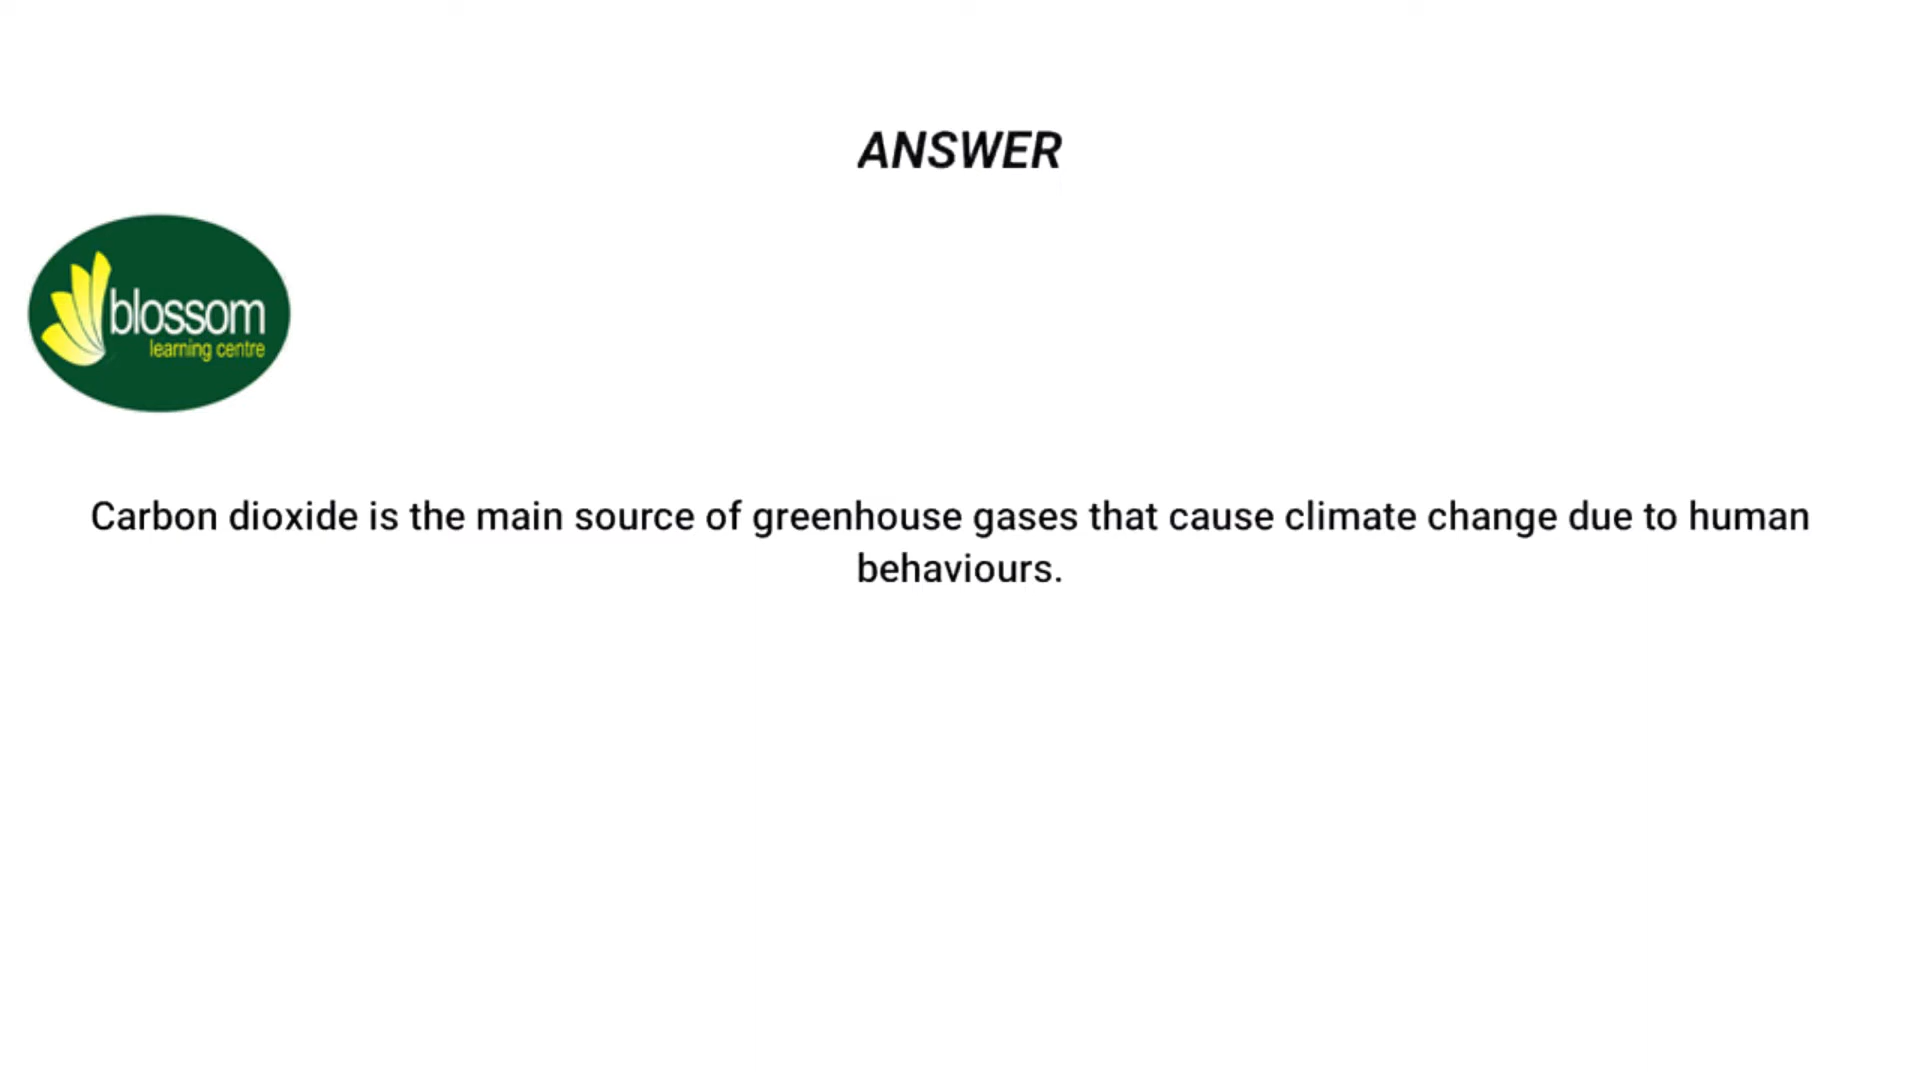 ANSWER
blossom
learning centre
Carbon dioxide is the main source of greenhouse gases that cause climate change due to human
behaviours.